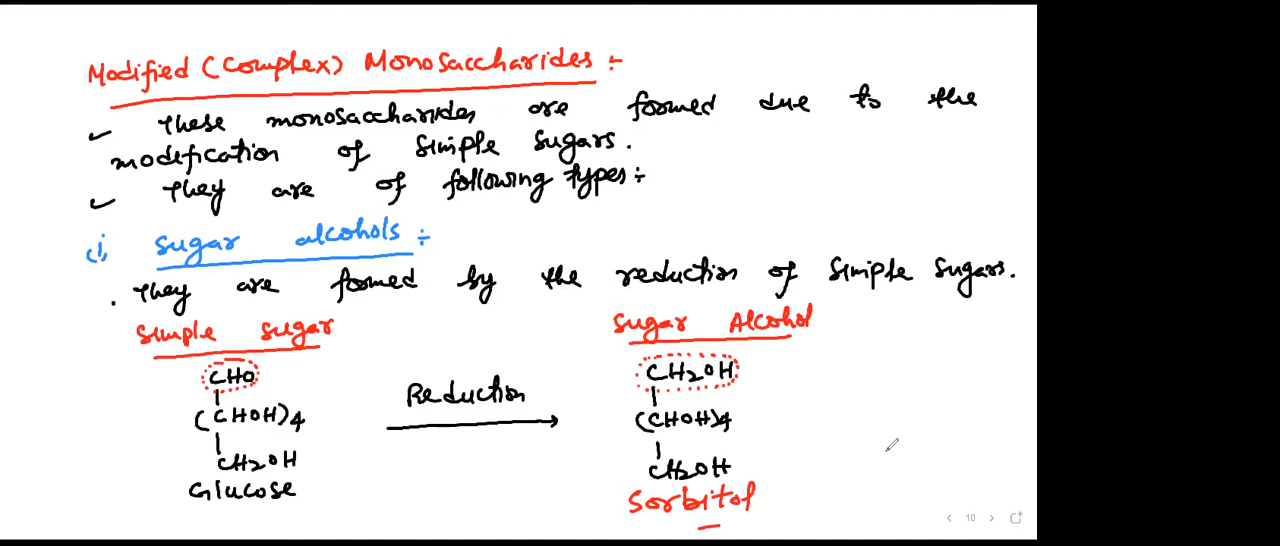 Modified (Complex) Monosaccharides :-
✓ These monosaccharides are formed due to the
modefication of simple sugars.
✓ They are of following types :-
(i) Sugar alcohols :-
. They are formed by the reduction of simple sugars.
Simple Sugar
Sugar Alcohol
CHO
(CHOH)4
CH2OH
Glucose
Reduction
CH2OH
(CHOH)4
CH2OH
Sorbitol
10